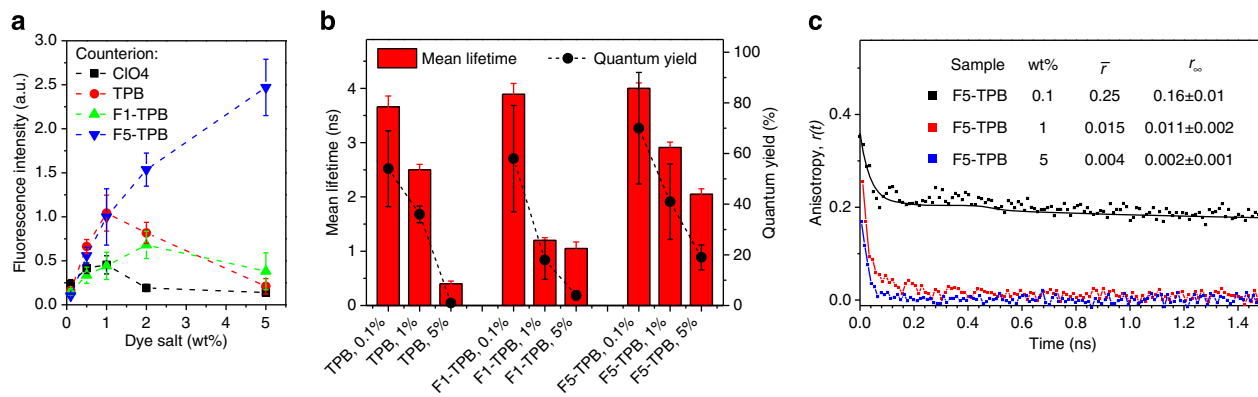 a
Counterion:
ClO4
TPB
F1-TPB
F5-TPB
3.0
2.5
2.0
1.5
1.0
0.5
0.0
Fluorescence intensity (a.u.)
0 1 2 3 4 5
Dye salt (wt%)
b
Mean lifetime
Quantum yield
4
3
2
1
0
Mean lifetime (ns)
100
80
60
40
20
0
Quantum yield (%)
TPB, 0.1%
TPB, 1%
TPB, 5%
F1-TPB, 0.1%
F1-TPB, 1%
F1-TPB, 5%
F5-TPB, 0.1%
F5-TPB, 1%
F5-TPB, 5%
c
Sample wt% r̅ r∞
F5-TPB 0.1 0.25 0.16±0.01
F5-TPB 1 0.015 0.011±0.002
F5-TPB 5 0.004 0.002±0.001
0.4
0.2
0.0
Anisotropy, r(t)
0.0 0.2 0.4 0.6 0.8 1.0 1.2 1.4
Time (ns)